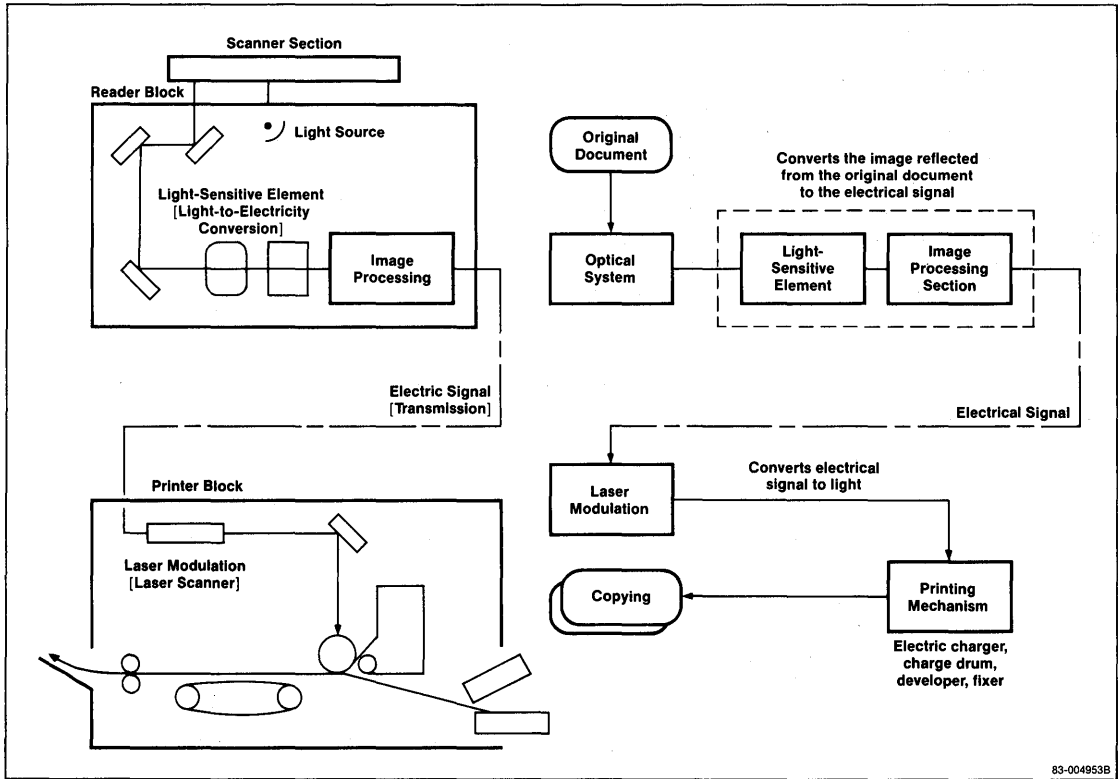 Scanner Section
Reader Block
Light Source
Light-Sensitive Element
[Light-to-Electricity
Conversion]
Image
Processing
Electric Signal
[Transmission]
Printer Block
Laser Modulation
[Laser Scanner]
Original
Document
Converts the image reflected
from the original document
to the electrical signal
Optical
System
Light-
Sensitive
Element
Image
Processing
Section
Electrical Signal
Laser
Modulation
Converts electrical
signal to light
Copying
Printing
Mechanism
Electric charger,
charge drum,
developer, fixer
83-004953B